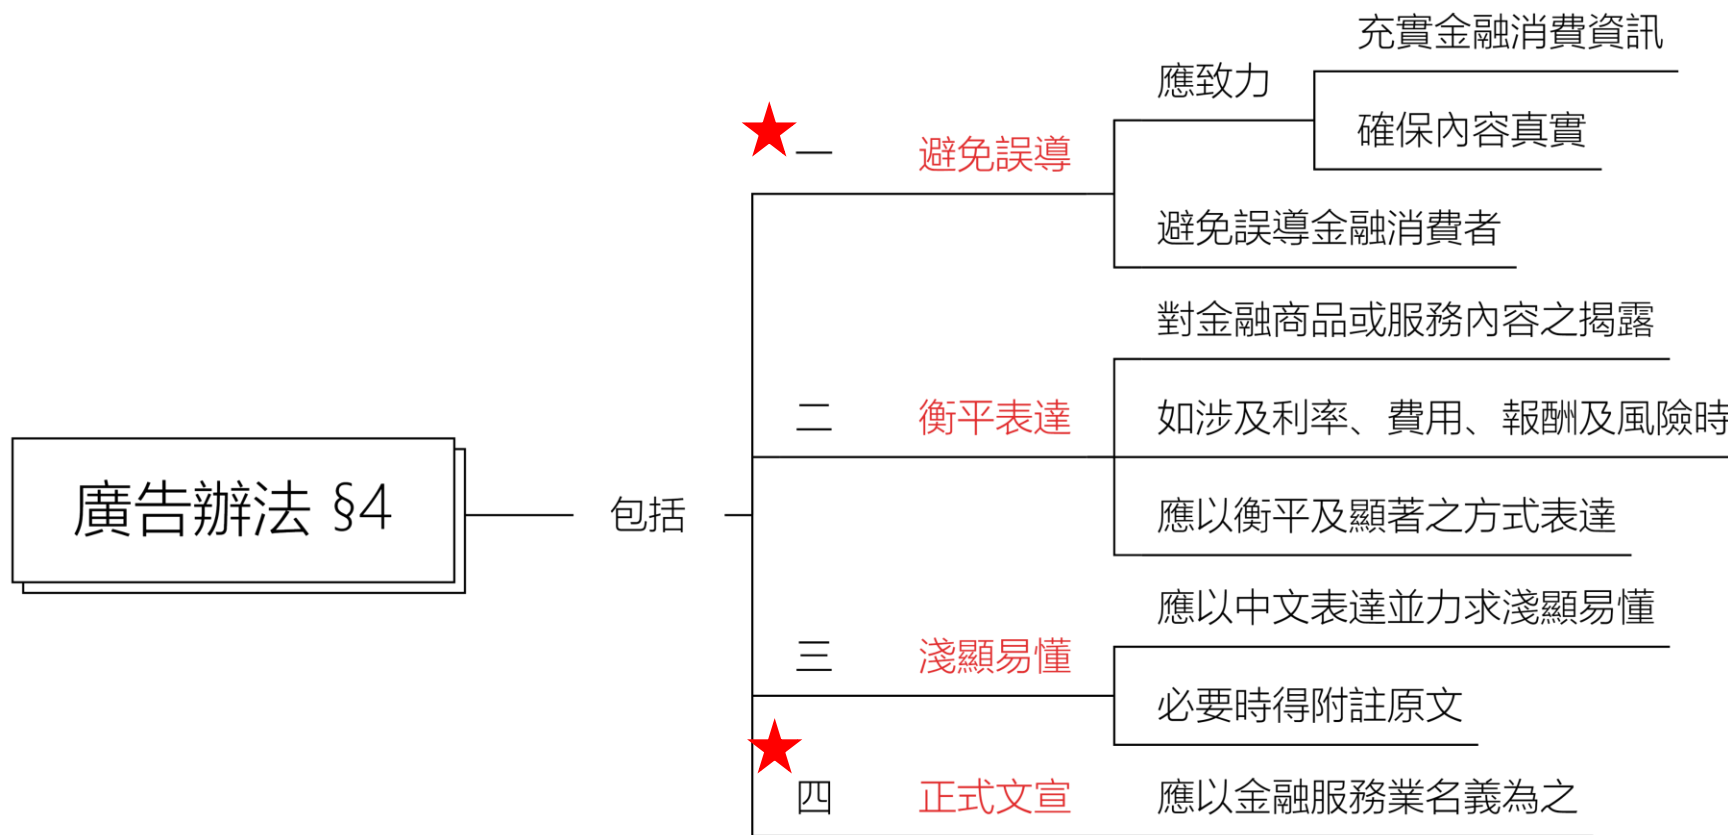 廣告辦法 §4
包括
一 避免誤導
應致力
充實金融消費資訊
確保內容真實
避免誤導金融消費者
二 衡平表達
對金融商品或服務內容之揭露
如涉及利率、費用、報酬及風險時
應以衡平及顯著之方式表達
三 淺顯易懂
應以中文表達並力求淺顯易懂
必要時得附註原文
四 正式文宣
應以金融服務業名義為之